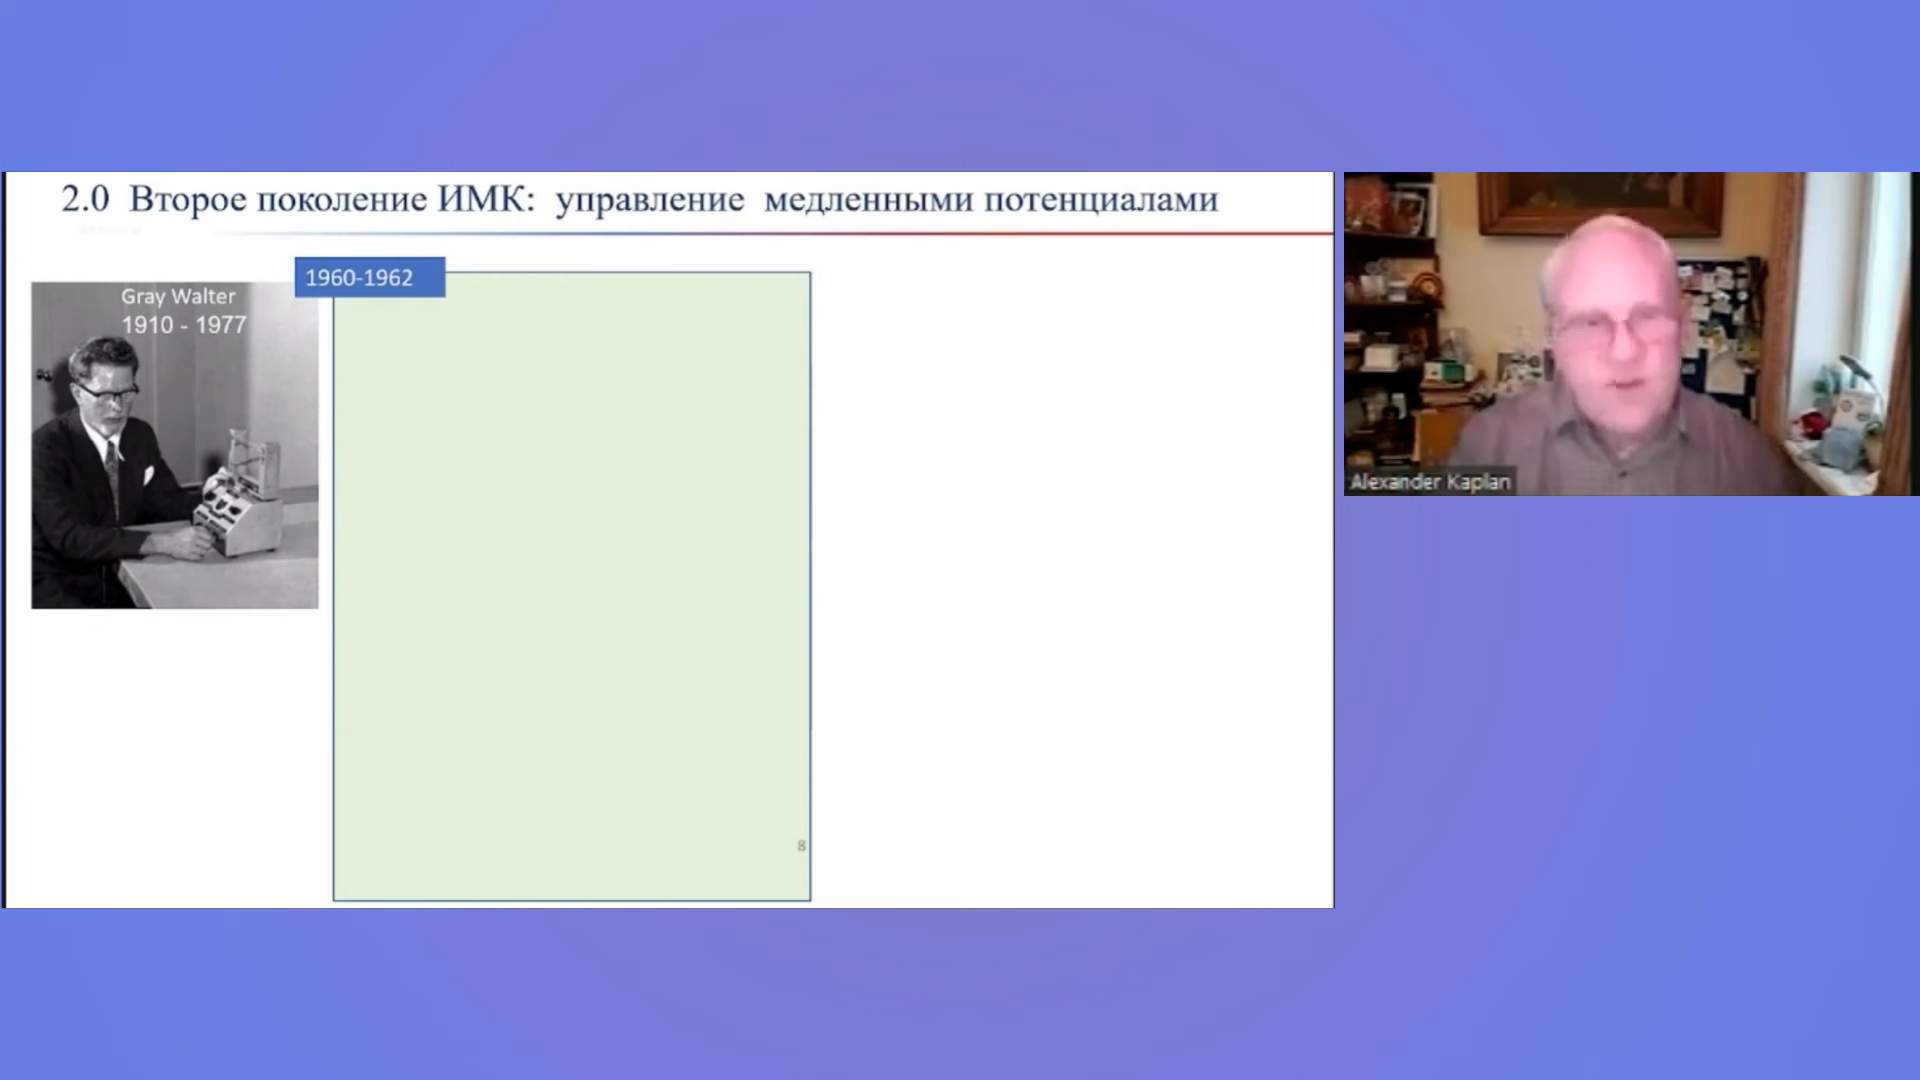 2.0 Второе поколение ИМК: управление медленными потенциалами
1960-1962
Gray Walter
1910 - 1977
8
Alexander Kaplan